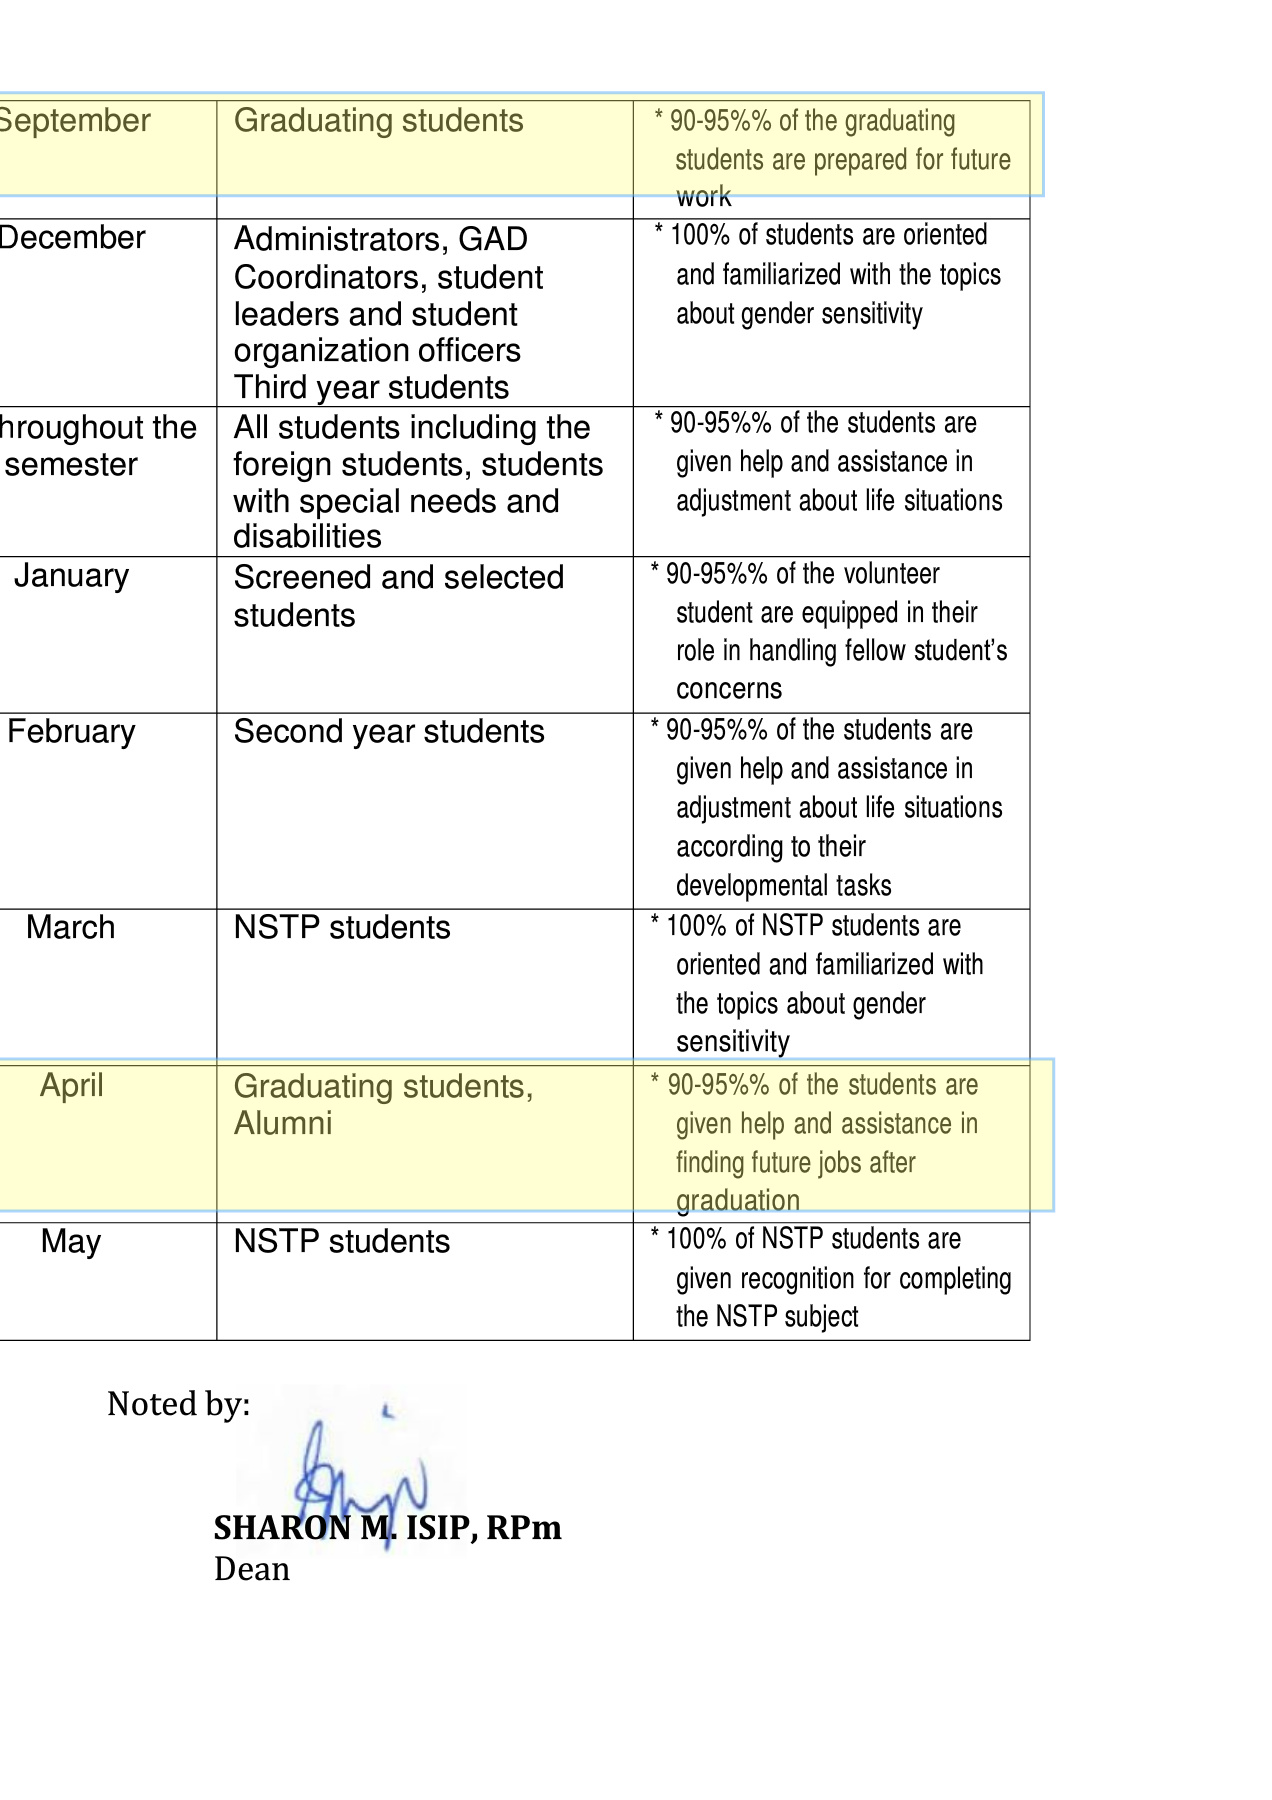 September Graduating students * 90-95%% of the graduating
students are prepared for future
work
December Administrators, GAD * 100% of students are oriented
Coordinators, student and familiarized with the topics
leaders and student about gender sensitivity
organization officers
Third year students
hroughout the All students including the * 90-95%% of the students are
semester foreign students, students given help and assistance in
with special needs and adjustment about life situations
disabilities
January Screened and selected * 90-95%% of the volunteer
students student are equipped in their
role in handling fellow student's
concerns
February Second year students * 90-95%% of the students are
given help and assistance in
adjustment about life situations
according to their
developmental tasks
March NSTP students * 100% of NSTP students are
oriented and familiarized with
the topics about gender
sensitivity
April Graduating students, * 90-95%% of the students are
Alumni given help and assistance in
finding future jobs after
graduation
May NSTP students * 100% of NSTP students are
given recognition for completing
the NSTP subject
Noted by:
SHARON M. ISIP, RPm
Dean